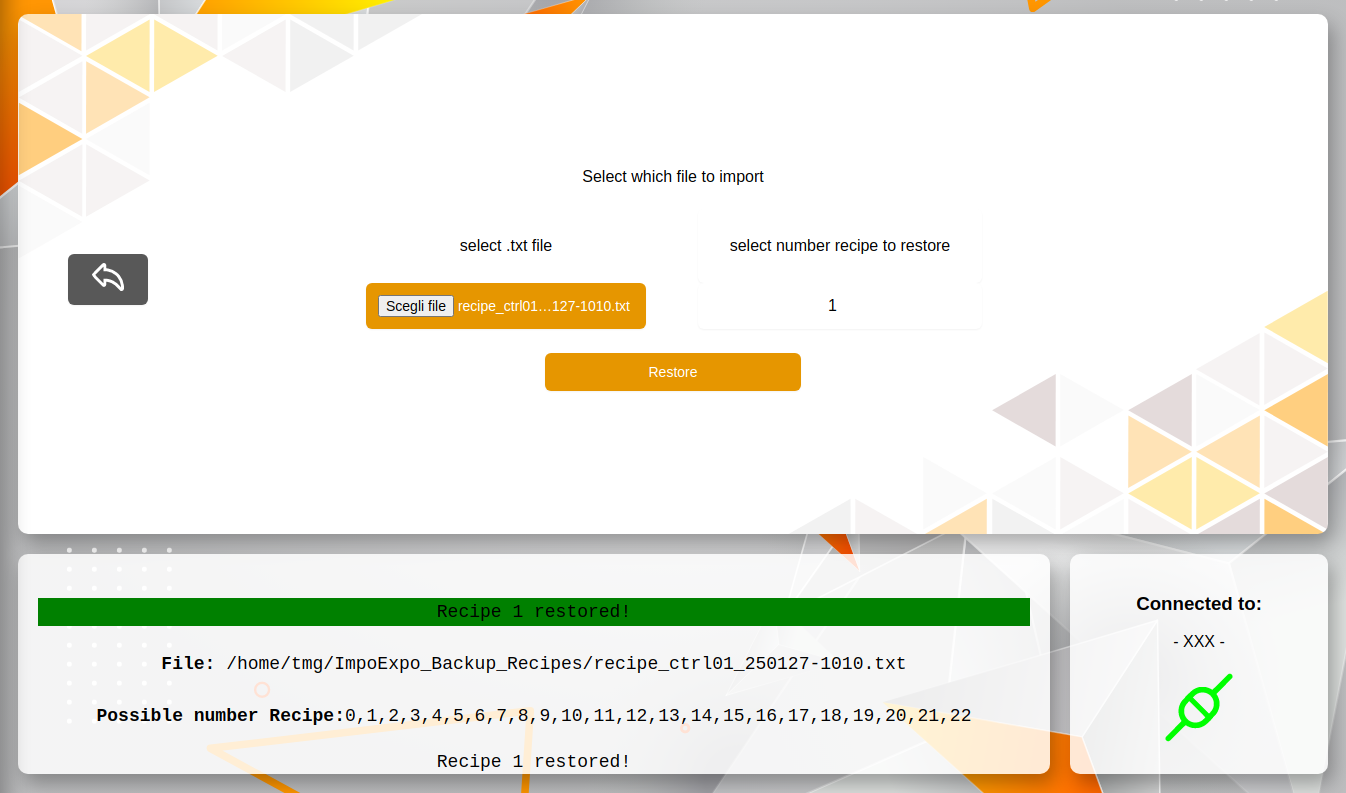 Select which file to import
select .txt file
select number recipe to restore
Scegli file recipe_ctrl01…127-1010.txt
1
Restore
Recipe 1 restored!
File: /home/tmg/ImpoExpo_Backup_Recipes/recipe_ctrl01_250127-1010.txt
Possible number Recipe:0,1,2,3,4,5,6,7,8,9,10,11,12,13,14,15,16,17,18,19,20,21,22
Recipe 1 restored!
Connected to:
- XXX -